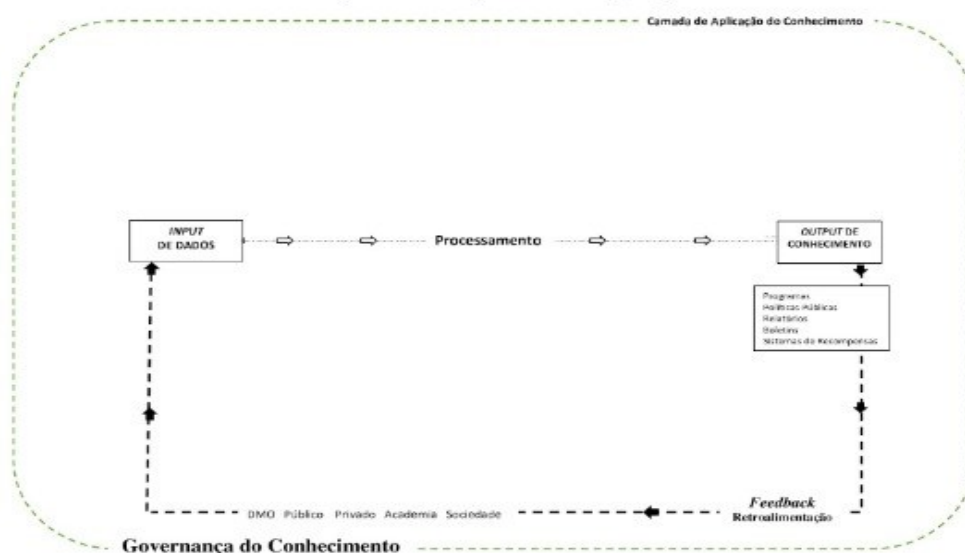 Camada de Aplicação do Conhecimento
INPUT
DE DADOS
Processamento
OUTPUT DE
CONHECIMENTO
Programas
Políticas Públicas
Relatórios
Boletins
Sistemas de Recompensas
DMO Público Privado Academia Sociedade
Feedback
Retroalimentação
Governança do Conhecimento